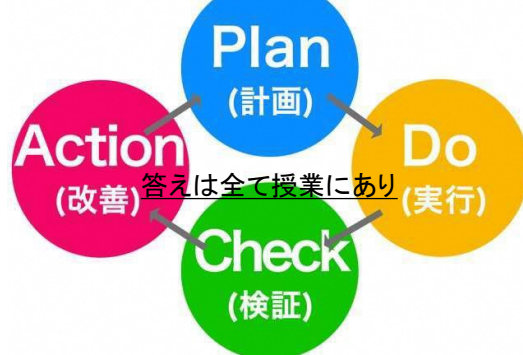 Plan
(計画)
Action
(改善)
Do
(実行)
答えは全て授業にあり
Check
(検証)